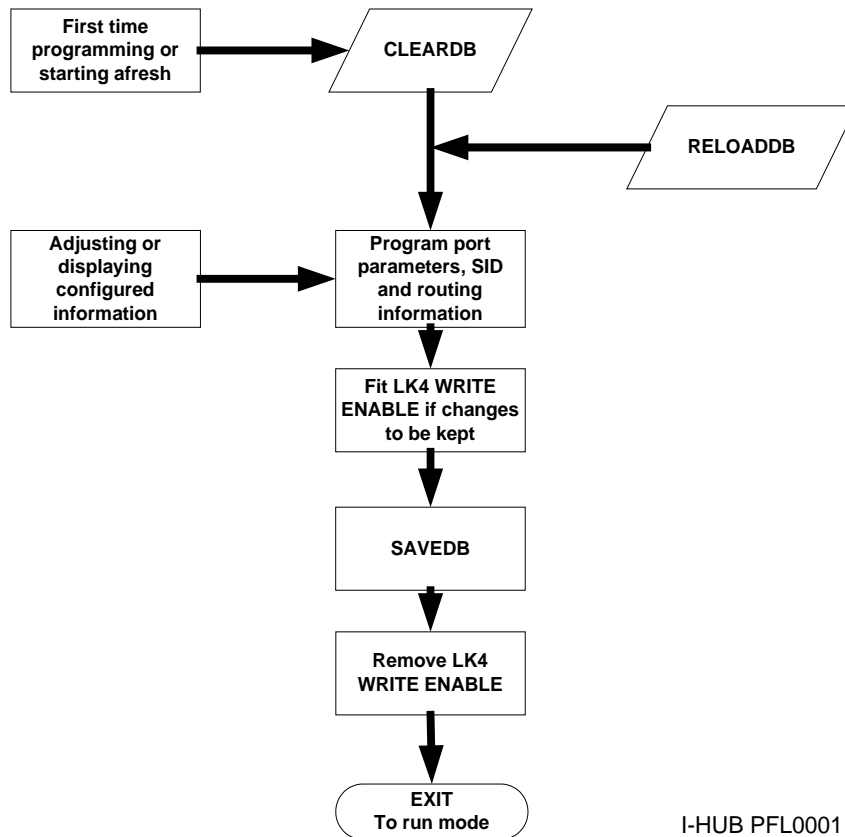 First time
programming or
starting afresh
CLEARDB
RELOADDB
Adjusting or
displaying
configured
information
Program port
parameters, SID
and routing
information
Fit LK4 WRITE
ENABLE if changes
to be kept
SAVEDB
Remove LK4
WRITE ENABLE
EXIT
To run mode
I-HUB PFL0001